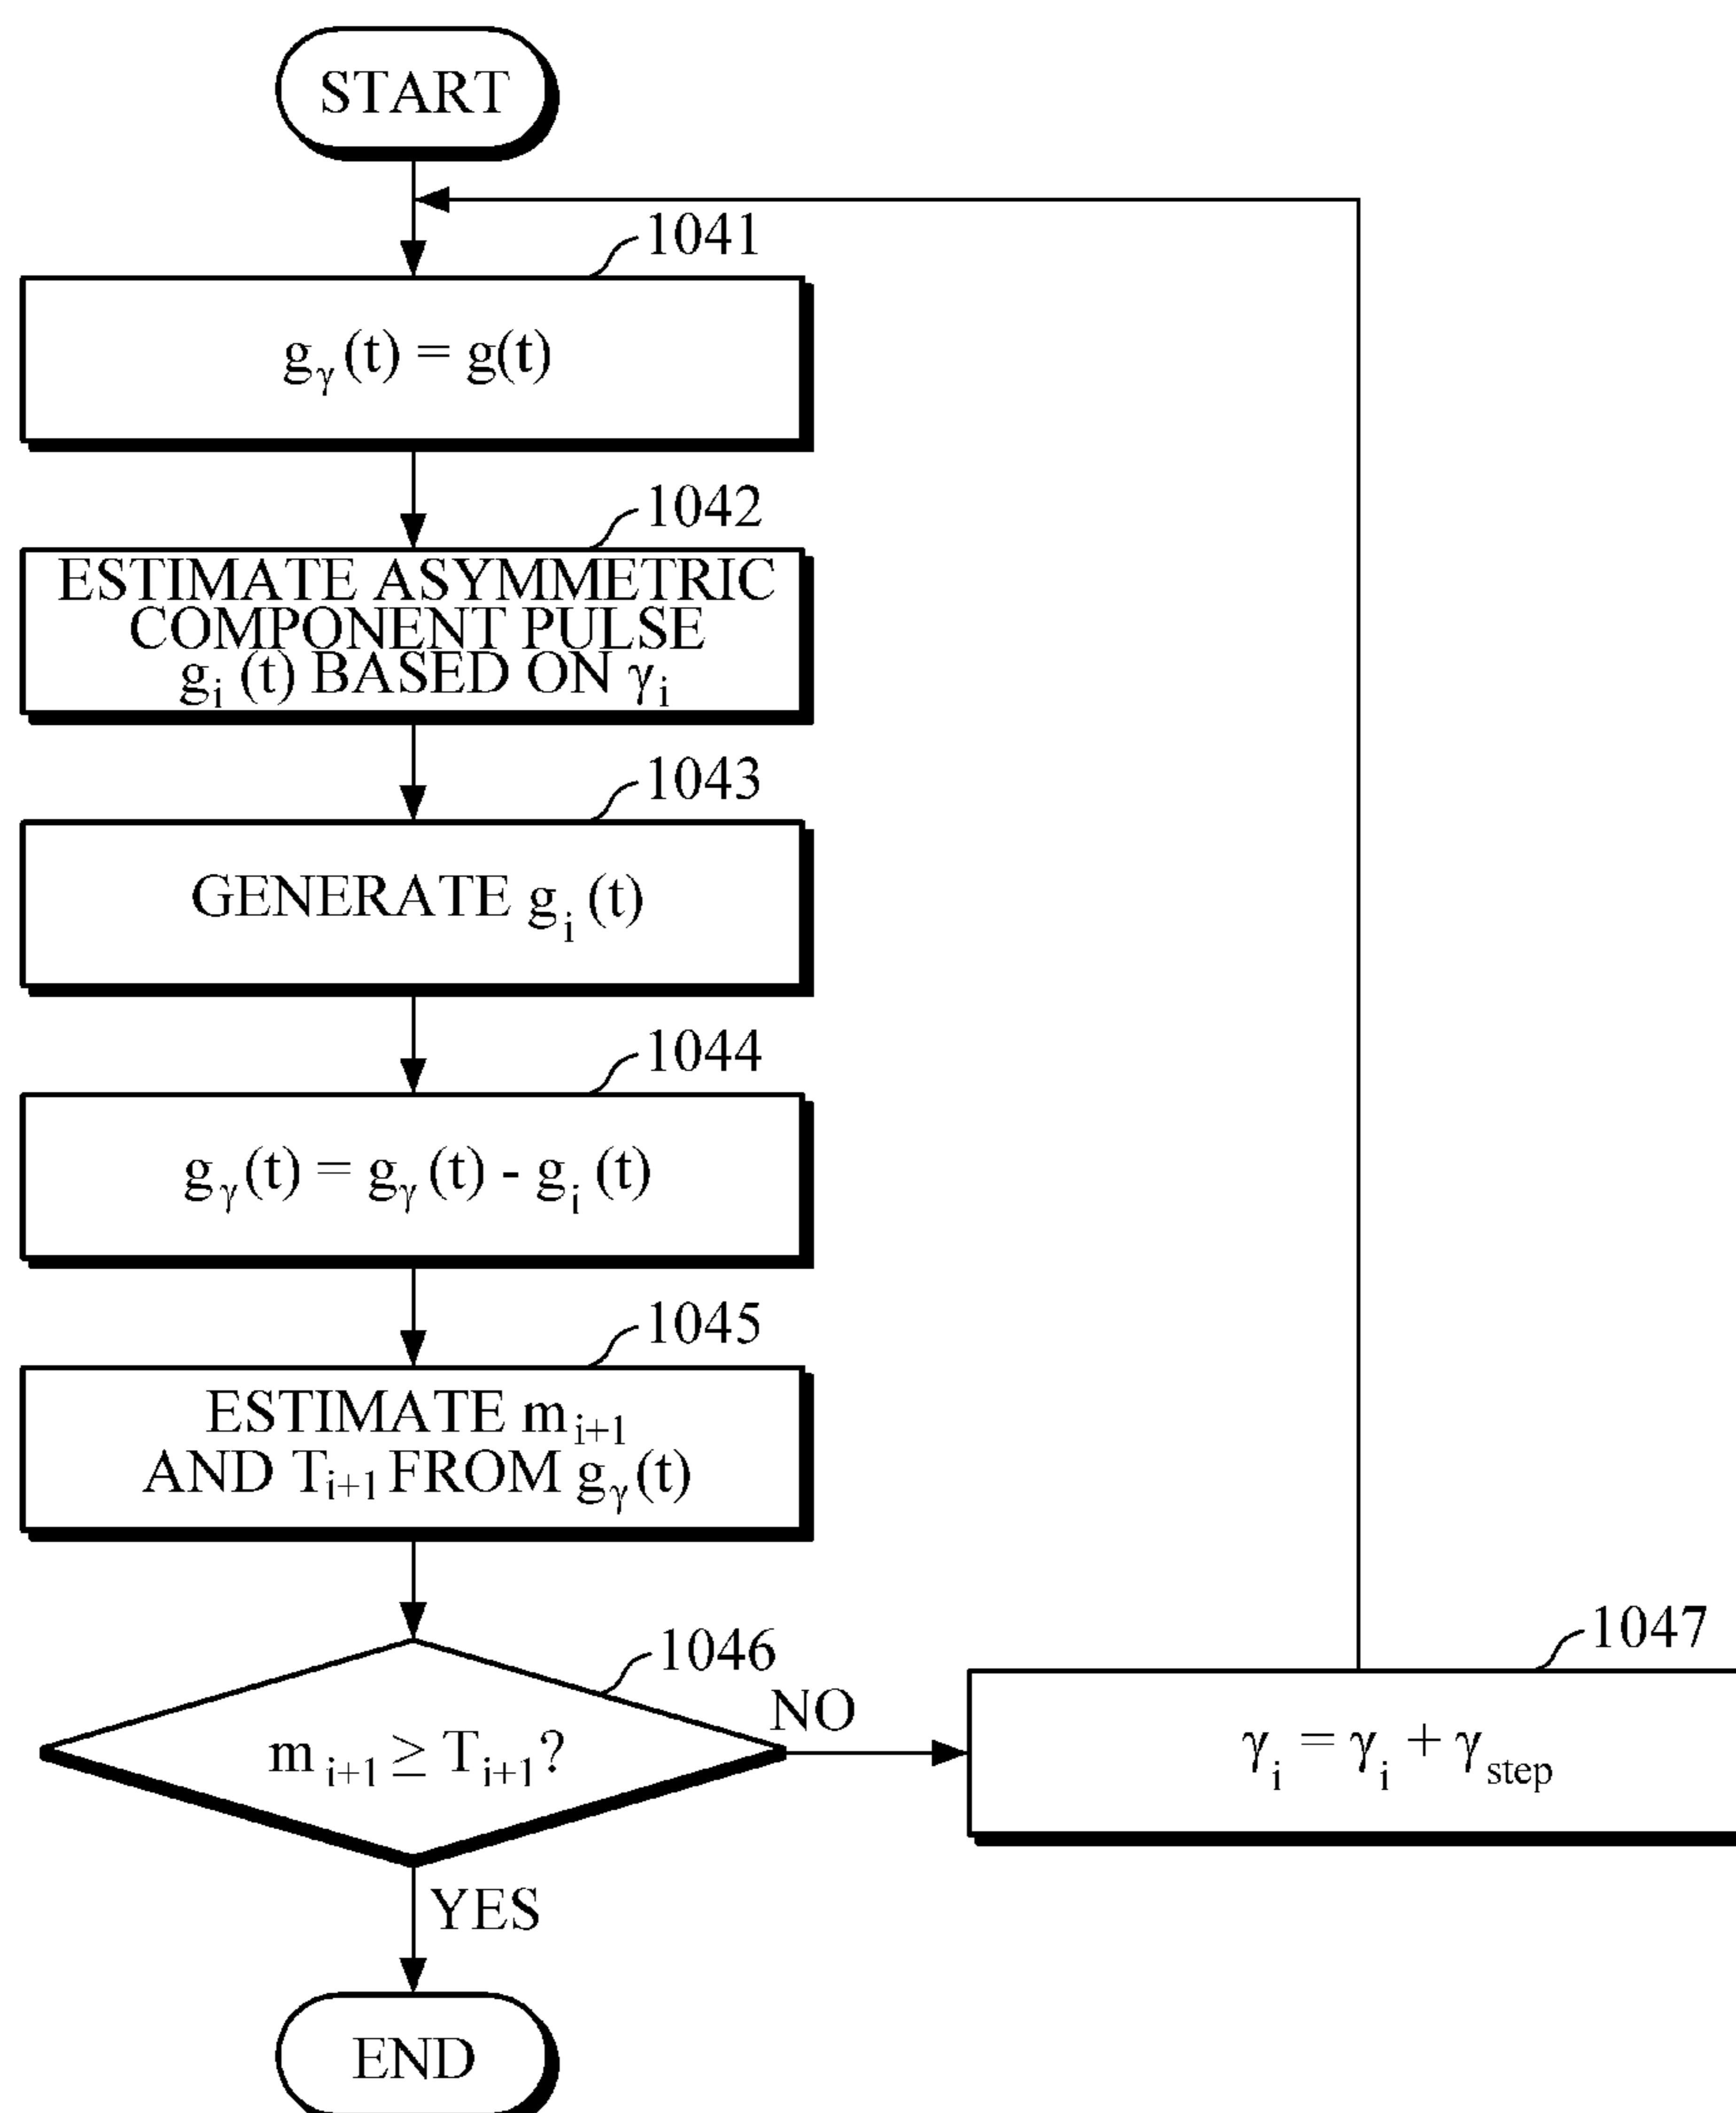 START
1041
gᵧ(t) = g(t)
1042
ESTIMATE ASYMMETRIC
COMPONENT PULSE
gᵢ(t) BASED ON γᵢ
1043
GENERATE gᵢ(t)
1044
gᵧ(t) = gᵧ(t) - gᵢ(t)
1045
ESTIMATE mᵢ₊₁
AND Tᵢ₊₁ FROM gᵧ(t)
1046
mᵢ₊₁ ≥ Tᵢ₊₁?
NO
1047
γᵢ = γᵢ + γ_step
YES
END